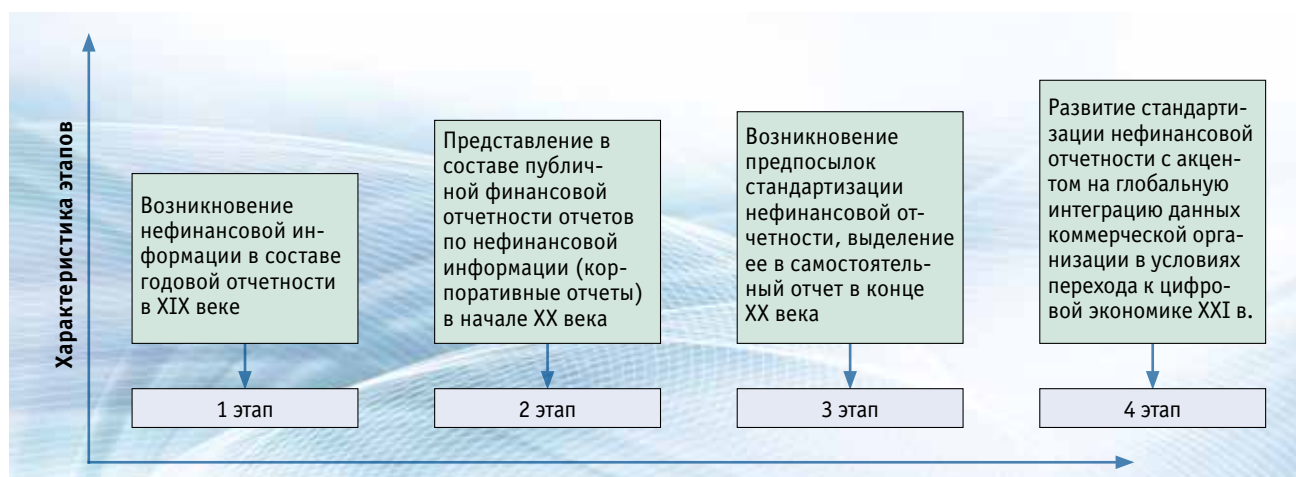 Характеристика этапов
Возникновение
нефинансовой ин-
формации в составе
годовой отчетности
в XIX веке
1 этап
Представление в
составе публич-
ной финансовой
отчетности отчетов
по нефинансовой
информации (кор-
поративные отчеты)
в начале XX века
2 этап
Возникновение
предпосылок
стандартизации
нефинансовой от-
четности, выделение
ее в самостоятель-
ный отчет в конце
XX века
3 этап
Развитие стандарти-
зации нефинансовой
отчетности с акцен-
том на глобальную
интеграцию данных
коммерческой орга-
низации в условиях
перехода к цифро-
вой экономике XXI в.
4 этап